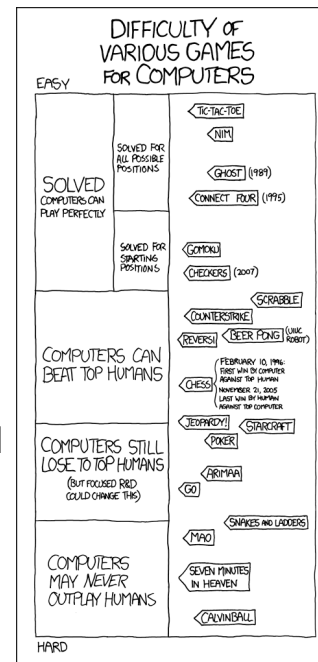 DIFFICULTY OF
VARIOUS GAMES
FOR COMPUTERS
EASY
SOLVED
COMPUTERS CAN
PLAY PERFECTLY
SOLVED FOR
ALL POSSIBLE
POSITIONS
TIC-TAC-TOE
NIM
GHOST (1989)
CONNECT FOUR (1995)
SOLVED FOR
STARTING
POSITIONS
GOMOKU
CHECKERS (2007)
COMPUTERS CAN
BEAT TOP HUMANS
SCRABBLE
COUNTERSTRIKE
REVERSI
BEER PONG (UIUC
ROBOT)
CHESS
FEBRUARY 10, 1996:
FIRST WIN BY COMPUTER
AGAINST TOP HUMAN
NOVEMBER 21, 2005
LAST WIN BY HUMAN
AGAINST TOP COMPUTER
COMPUTERS STILL
LOSE TO TOP HUMANS
(BUT FOCUSED R&D
COULD CHANGE THIS)
JEOPARDY!
STARCRAFT
POKER
ARIMAA
GO
COMPUTERS
MAY NEVER
OUTPLAY HUMANS
SNAKES AND LADDERS
MAO
SEVEN MINUTES
IN HEAVEN
CALVINBALL
HARD